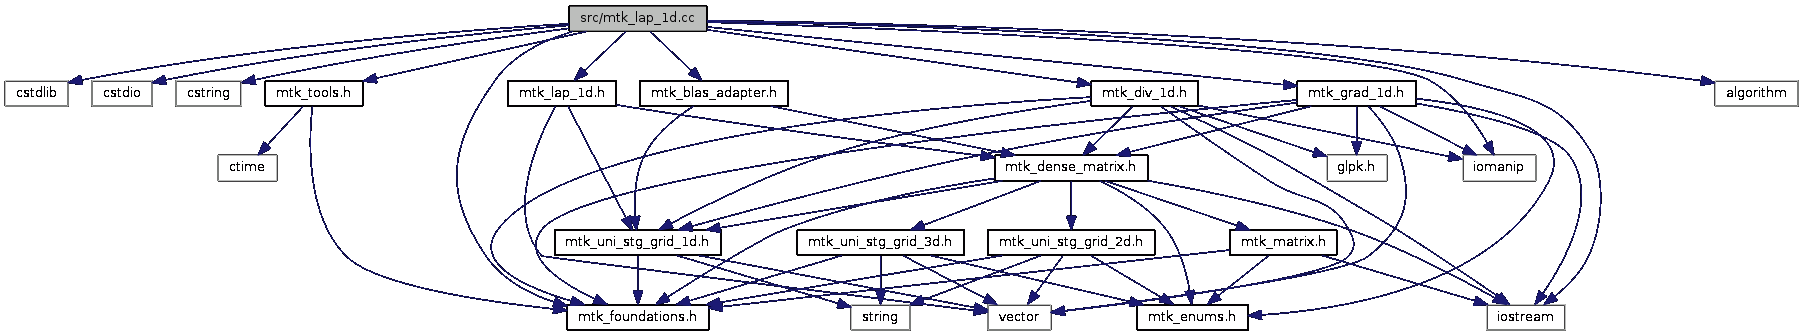 src/mtk_lap_1d.cc
cstdlib
cstdio
cstring
mtk_tools.h
mtk_lap_1d.h
mtk_blas_adapter.h
mtk_div_1d.h
mtk_grad_1d.h
algorithm
ctime
mtk_dense_matrix.h
glpk.h
iomanip
mtk_uni_stg_grid_1d.h
mtk_uni_stg_grid_3d.h
mtk_uni_stg_grid_2d.h
mtk_matrix.h
mtk_foundations.h
string
vector
mtk_enums.h
iostream